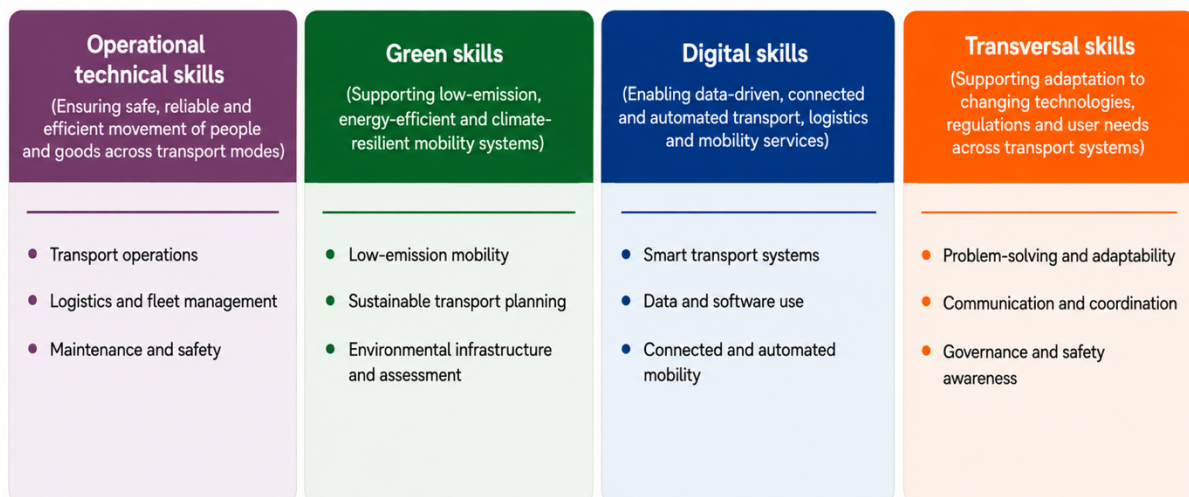 Operational
technical skills
(Ensuring safe, reliable and
efficient movement of people
and goods across transport modes)
Transport operations
Logistics and fleet management
Maintenance and safety
Green skills
(Supporting low-emission,
energy-efficient and climate-
resilient mobility systems)
Low-emission mobility
Sustainable transport planning
Environmental infrastructure
and assessment
Digital skills
(Enabling data-driven, connected
and automated transport, logistics
and mobility services)
Smart transport systems
Data and software use
Connected and automated
mobility
Transversal skills
(Supporting adaptation to
changing technologies,
regulations and user needs
across transport systems)
Problem-solving and adaptability
Communication and coordination
Governance and safety
awareness